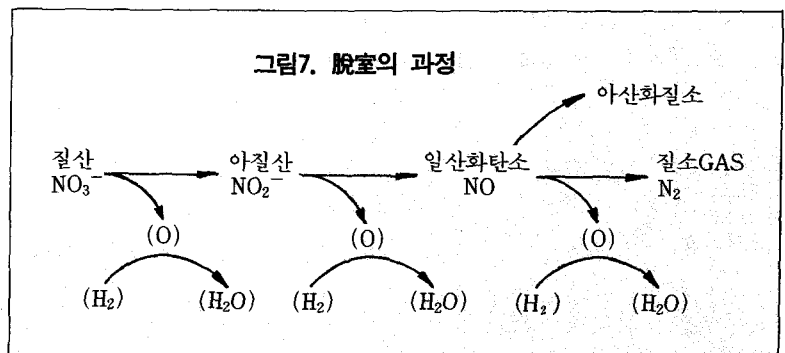 그림7. 脫窒의 과정
아산화질소
질산 아질산 일산화탄소 질소GAS
NO₃⁻ NO₂⁻ NO N₂
(O) (O) (O)
(H₂) (H₂O) (H₂) (H₂O) (H₂) (H₂O)